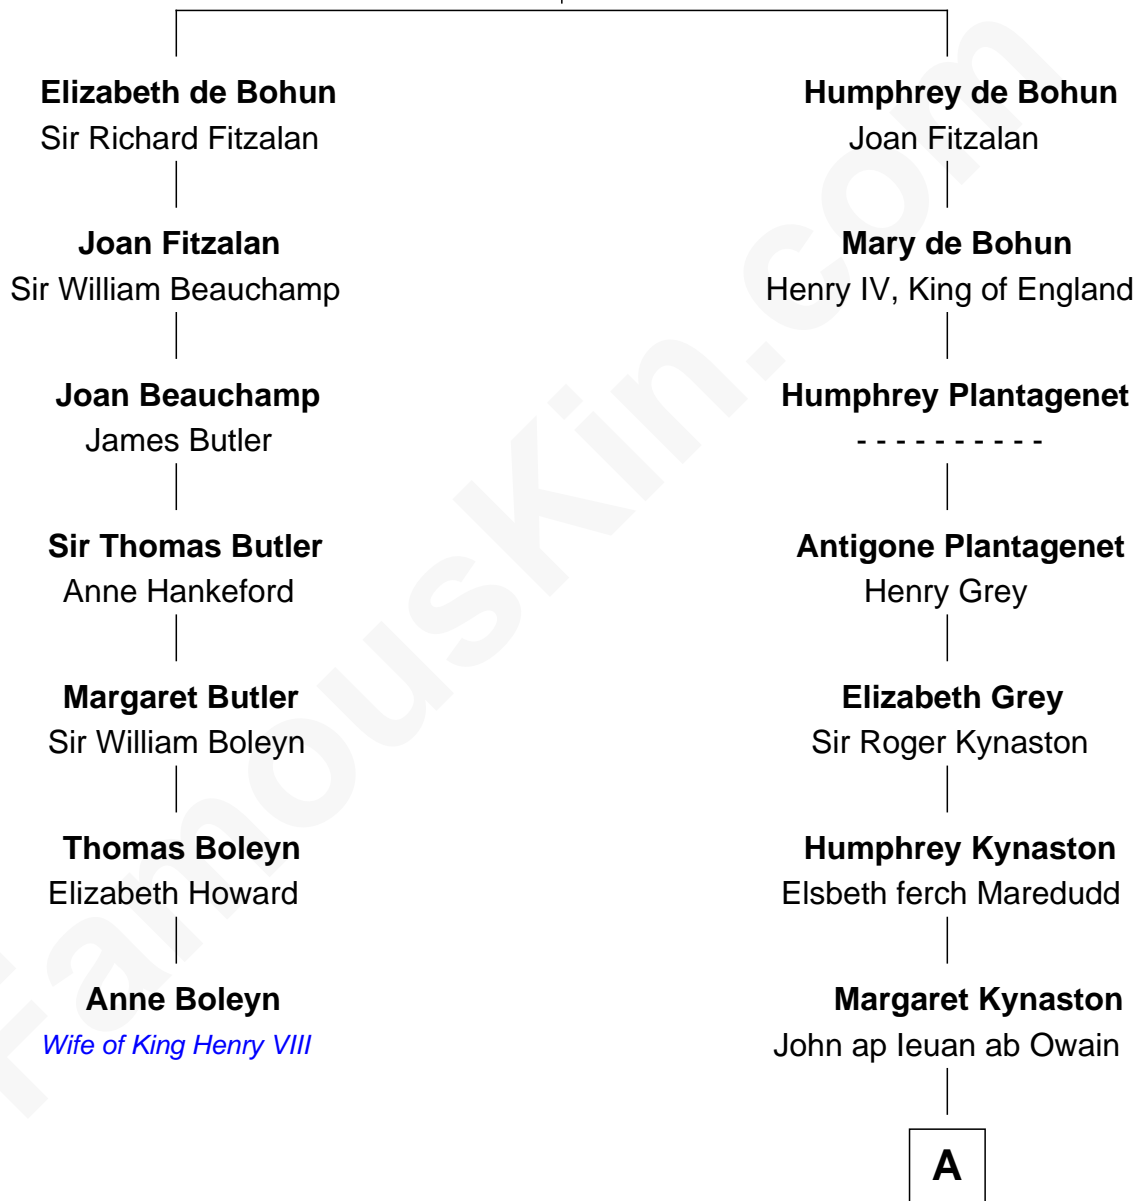 Elizabeth de Bohun
Sir Richard Fitzalan
Joan Fitzalan
Sir William Beauchamp
Joan Beauchamp
James Butler
Sir Thomas Butler
Anne Hankeford
Margaret Butler
Sir William Boleyn
Thomas Boleyn
Elizabeth Howard
Anne Boleyn
Wife of King Henry VIII
Humphrey de Bohun
Joan Fitzalan
Mary de Bohun
Henry IV, King of England
Humphrey Plantagenet
- - - - - - - - - -
Antigone Plantagenet
Henry Grey
Elizabeth Grey
Sir Roger Kynaston
Humphrey Kynaston
Elsbeth ferch Maredudd
Margaret Kynaston
John ap Ieuan ab Owain
A
FamousKin.com